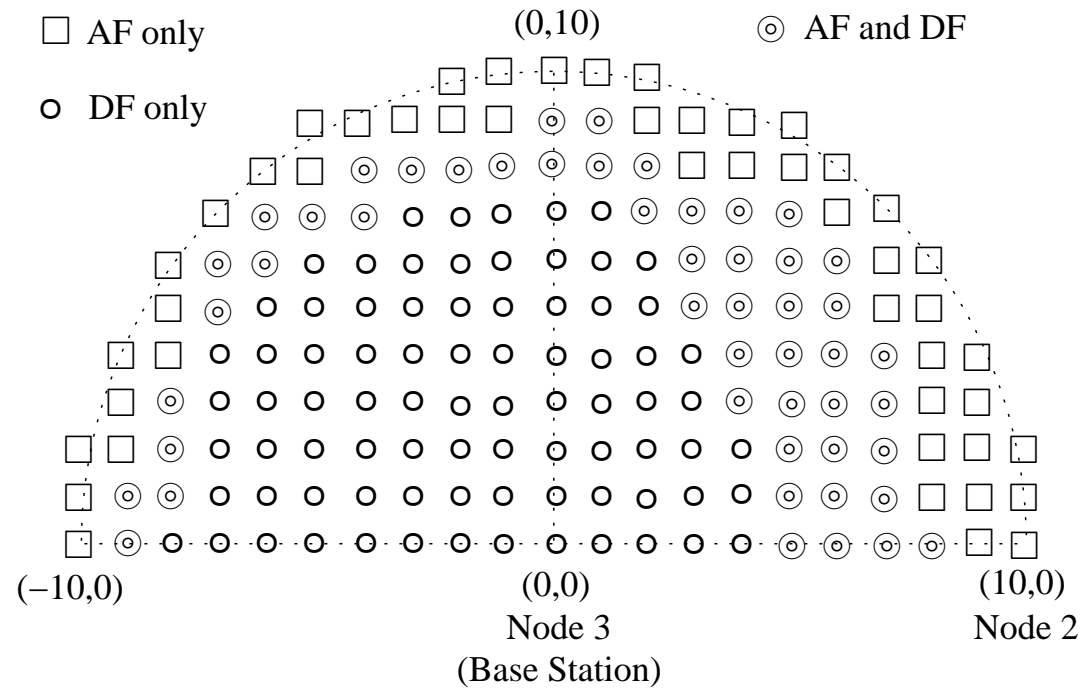 AF only
(0,10)
AF and DF
DF only
(−10,0)
(0,0)
(10,0)
Node 3
Node 2
(Base Station)